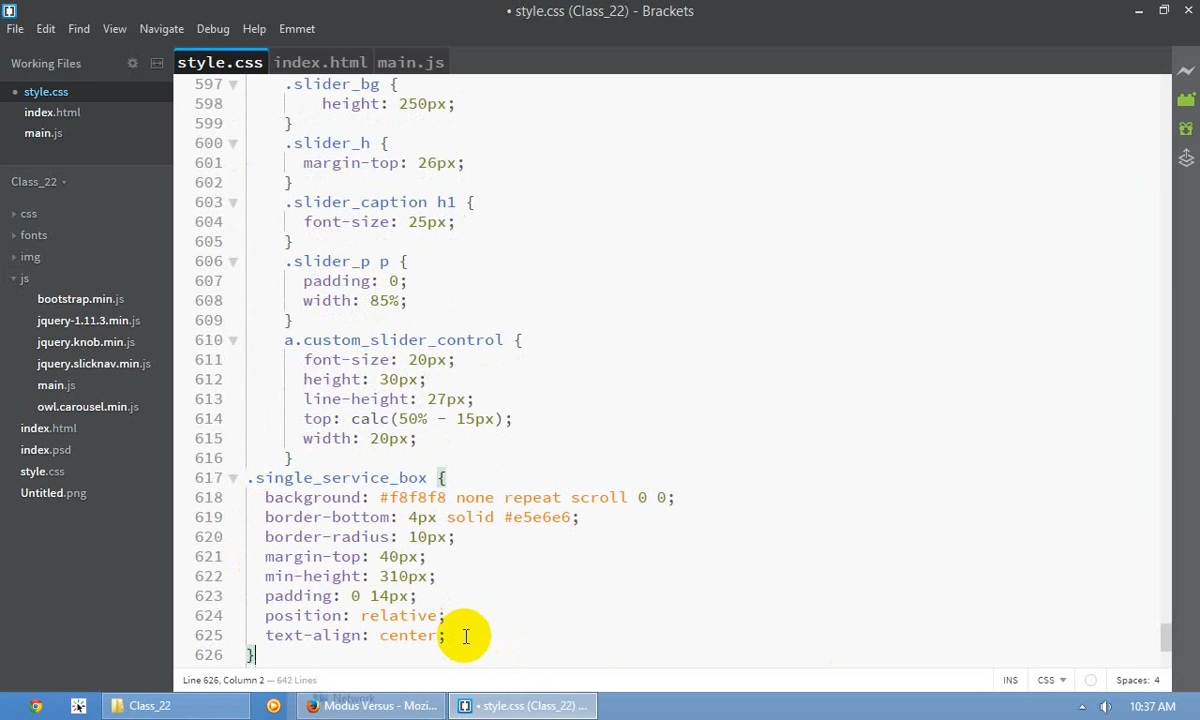 • style.css (Class_22) - Brackets
File Edit Find View Navigate Debug Help Emmet
Working Files
style.css index.html main.js
• style.css
index.html
main.js
Class_22
css
fonts
img
js
bootstrap.min.js
jquery-1.11.3.min.js
jquery.knob.min.js
jquery.slicknav.min.js
main.js
owl.carousel.min.js
index.html
index.psd
style.css
Untitled.png
597 .slider_bg {
598 height: 250px;
599 }
600 .slider_h {
601 margin-top: 26px;
602 }
603 .slider_caption h1 {
604 font-size: 25px;
605 }
606 .slider_p p {
607 padding: 0;
608 width: 85%;
609 }
610 a.custom_slider_control {
611 font-size: 20px;
612 height: 30px;
613 line-height: 27px;
614 top: calc(50% - 15px);
615 width: 20px;
616 }
617 .single_service_box {
618 background: #f8f8f8 none repeat scroll 0 0;
619 border-bottom: 4px solid #e5e6e6;
620 border-radius: 10px;
621 margin-top: 40px;
622 min-height: 310px;
623 padding: 0 14px;
624 position: relative;
625 text-align: center;
626 }
Line 626, Column 2 — 642 Lines INS CSS Spaces: 4
Network
Class_22 Modus Versus - Mozi... • style.css (Class_22) ... 10:37 AM